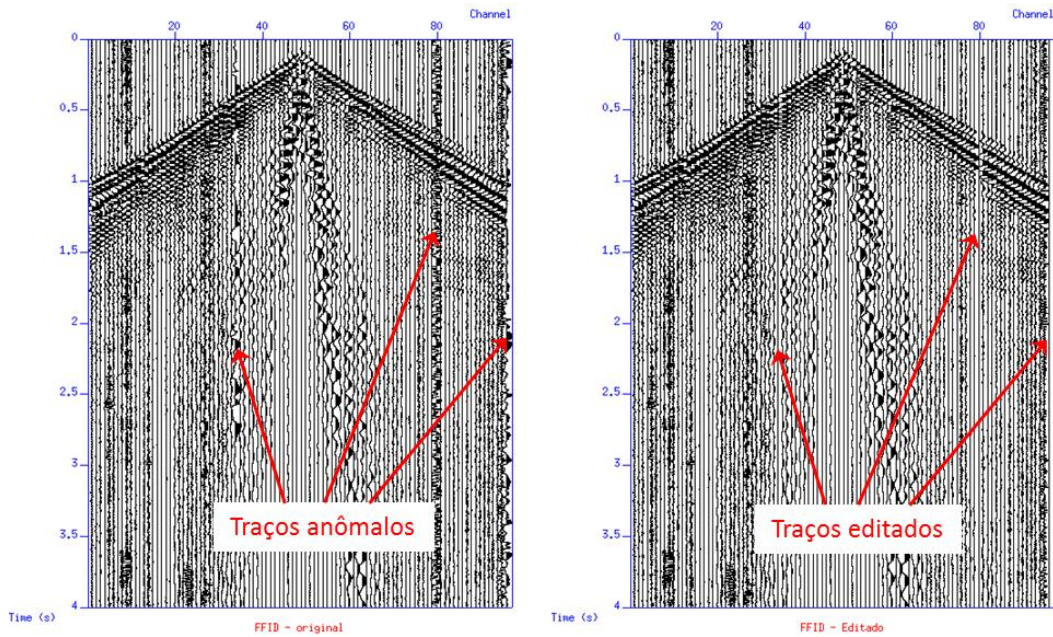 Channel
20 40 60 80
0
0.5
1
1.5
2
2.5
3
3.5
4
Time (s)
Traços anômalos
FFID - original
Channel
20 40 60 80
0
0.5
1
1.5
2
2.5
3
3.5
4
Time (s)
Traços editados
FFID - Editado